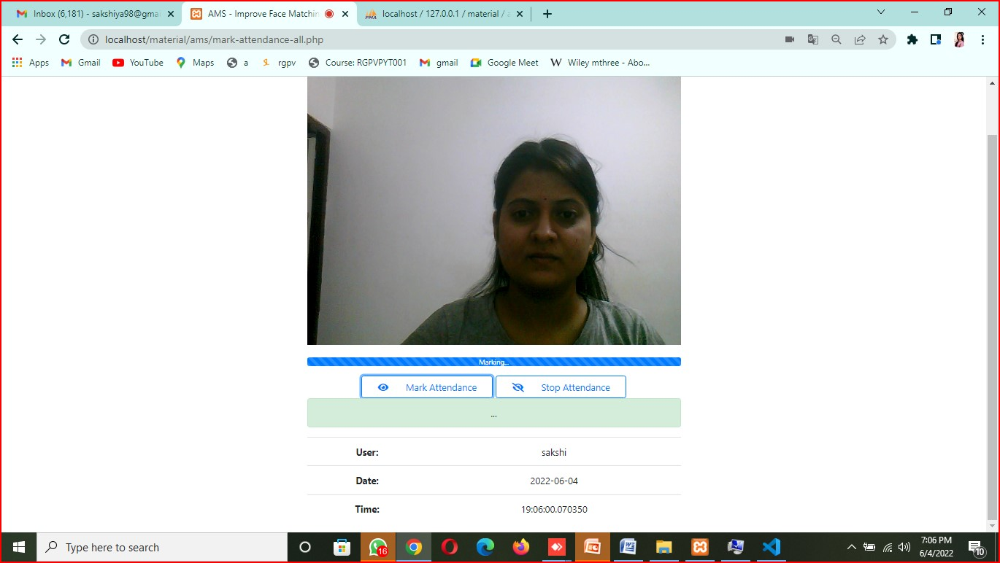 Inbox (6,181) - sakshiya98@gmai
AMS - Improve Face Matchin
localhost / 127.0.0.1 / material / a
localhost/material/ams/mark-attendance-all.php
Apps
Gmail
YouTube
Maps
a
rgpv
Course: RGPVPYT001
gmail
Google Meet
W
Wiley mthree - Abo...
Marking...
Mark Attendance
Stop Attendance
...
User: sakshi
Date: 2022-06-04
Time: 19:06:00.070350
Type here to search
16
7:06 PM
6/4/2022
10